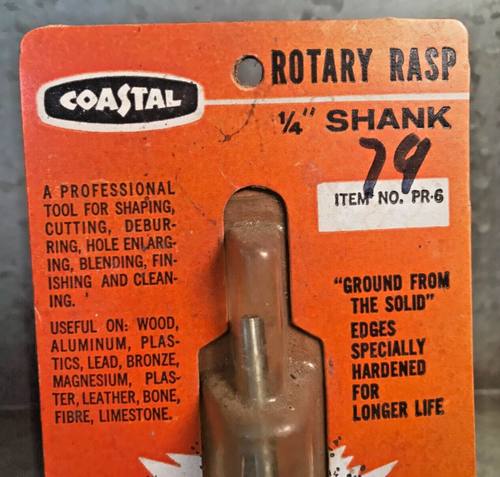 COASTAL
ROTARY RASP
1/4" SHANK
79
ITEM NO. PR-6
A PROFESSIONAL
TOOL FOR SHAPING,
CUTTING, DEBUR-
RING, HOLE ENLARG-
ING, BLENDING, FIN-
ISHING AND CLEAN-
ING.
USEFUL ON: WOOD,
ALUMINUM, PLAS-
TICS, LEAD, BRONZE,
MAGNESIUM, PLAS-
TER, LEATHER, BONE,
FIBRE, LIMESTONE.
"GROUND FROM
THE SOLID"
EDGES
SPECIALLY
HARDENED
FOR
LONGER LIFE